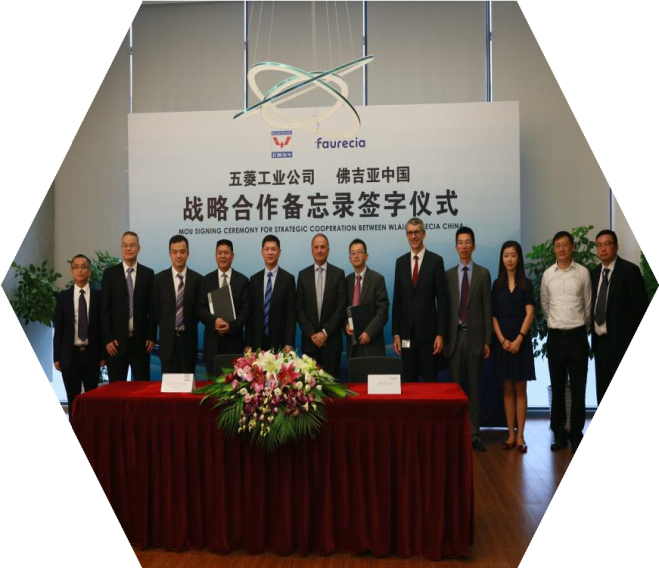 faurecia
五菱工业公司 佛吉亚中国
战略合作备忘录签字仪式
MOU SIGNING CEREMONY FOR STRATEGIC COOPERATION BETWEEN WLAI RECIA CHINA